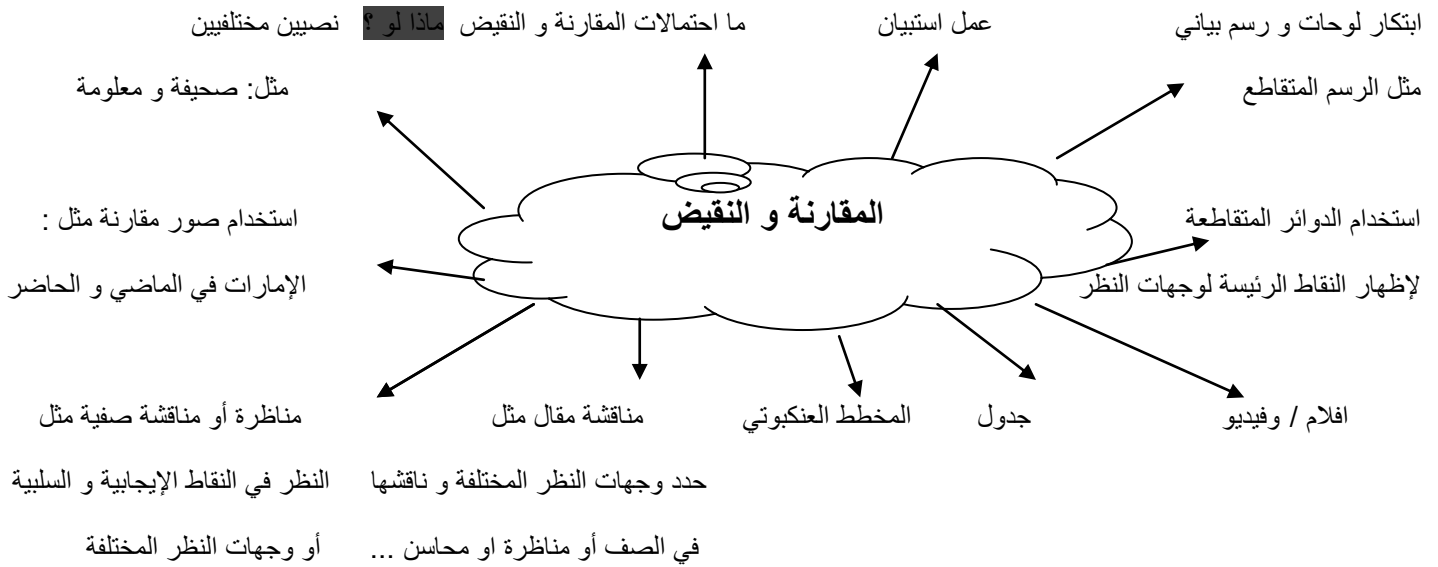 ابتكار لوحات و رسم بياني عمل استبيان ما احتمالات المقارنة و النقيض ماذا لو ؟ نصيين مختلفيين
مثل الرسم المتقاطع مثل: صحيفة و معلومة
المقارنة و النقيض
استخدام الدوائر المتقاطعة استخدام صور مقارنة مثل :
لإظهار النقاط الرئيسة لوجهات النظر الإمارات في الماضي و الحاضر
افلام / وفيديو جدول المخطط العنكبوتي مناقشة مقال مثل مناظرة أو مناقشة صفية مثل
حدد وجهات النظر المختلفة و ناقشها النظر في النقاط الإيجابية و السلبية
في الصف أو مناظرة او محاسن ... أو وجهات النظر المختلفة